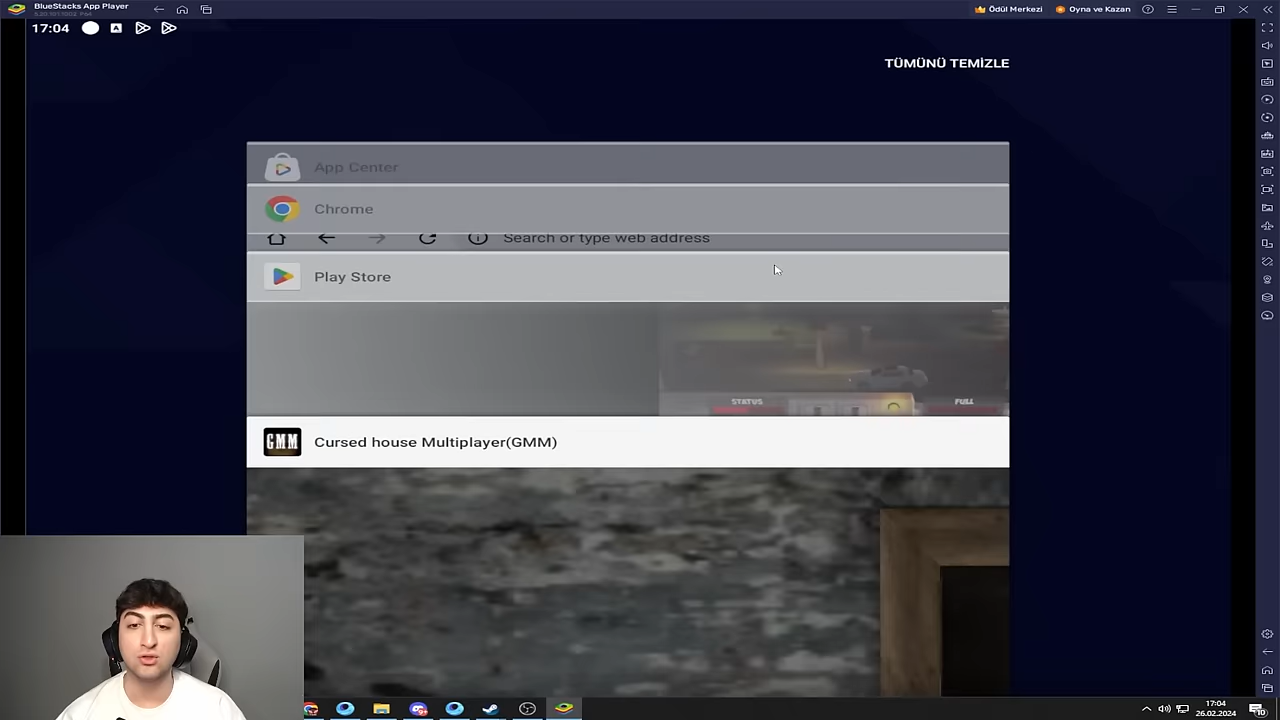 BlueStacks App Player
Ödül Merkezi
Oyna ve Kazan
17:04
A
TÜMÜNÜ TEMİZLE
App Center
Chrome
Search or type web address
Play Store
STATUS
FULL
GMM
Cursed house Multiplayer(GMM)
17:04
26.02.2024